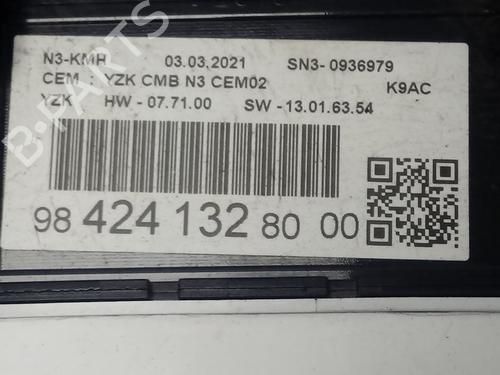 N3-KMH 03.03.2021 SN3- 0936979
CEM : YZK CMB N3 CEM02 K9AC
YZK HW - 07.71.00 SW - 13.01.63.54
98 424 132 80 00
B-PARTS